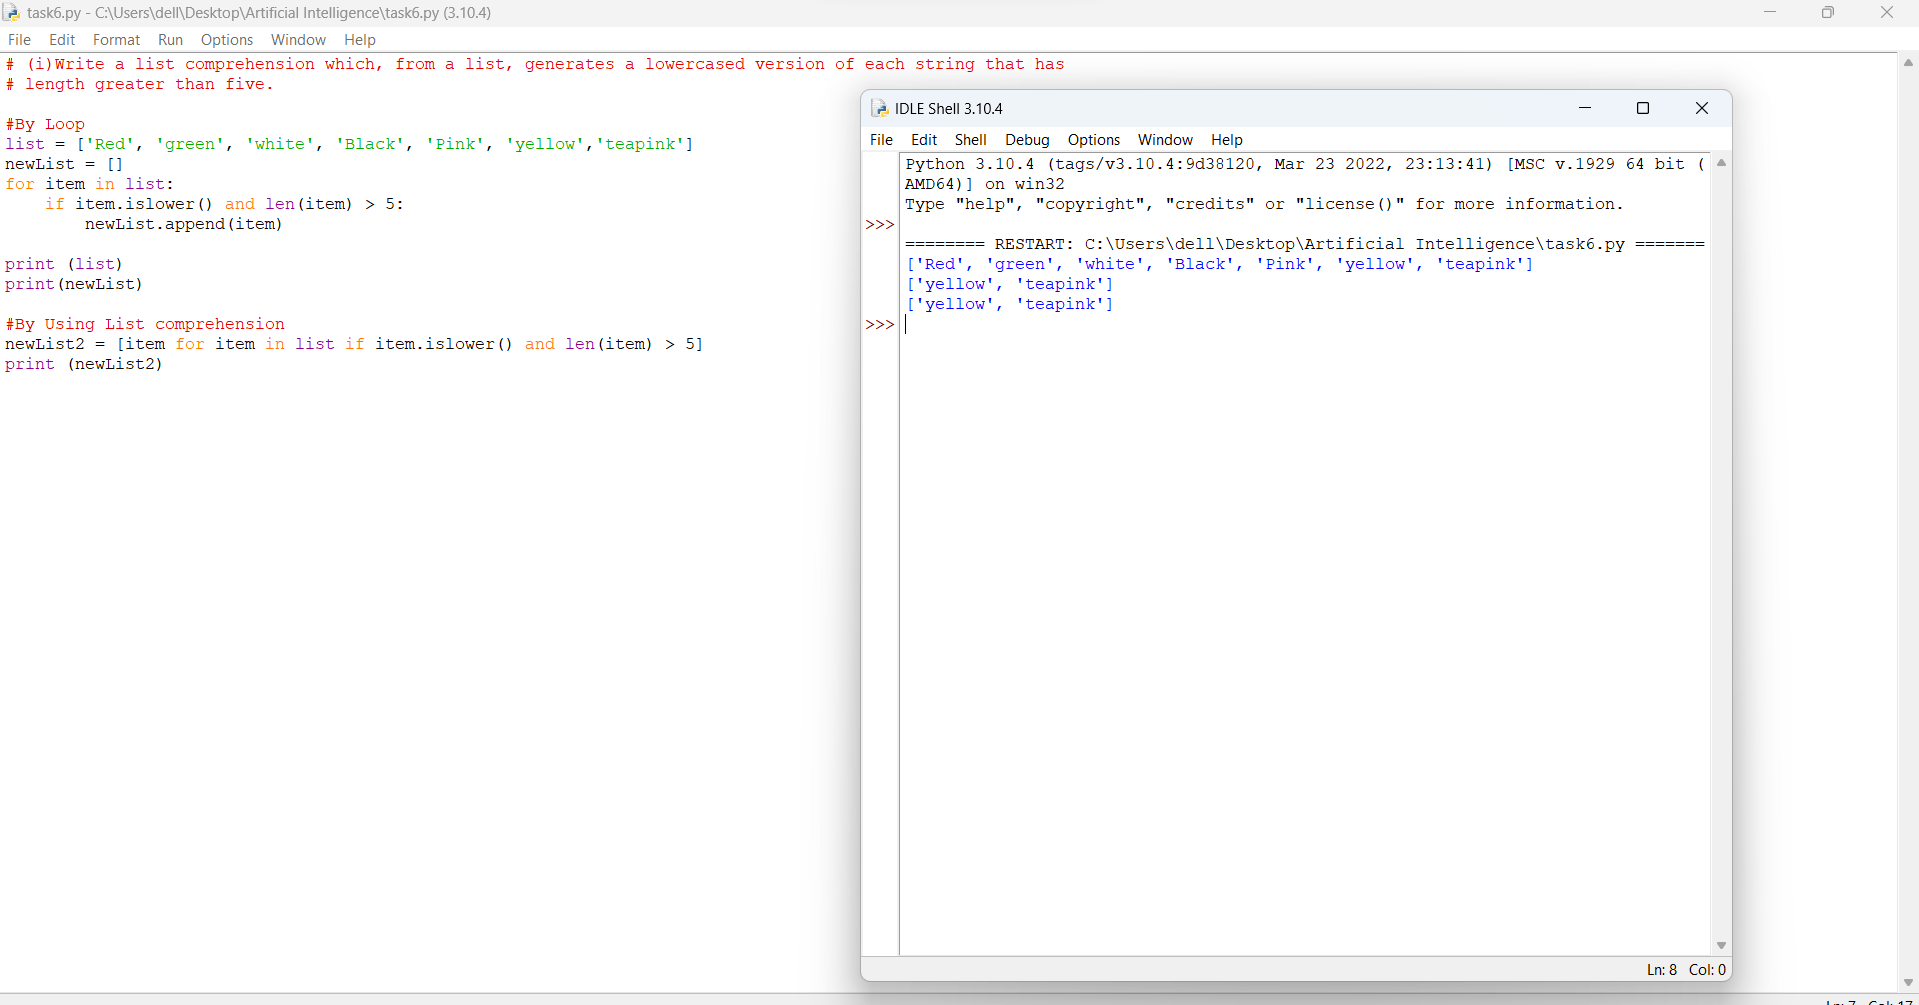 task6.py - C:\Users\dell\Desktop\Artificial Intelligence\task6.py (3.10.4)
File Edit Format Run Options Window Help
# (i)Write a list comprehension which, from a list, generates a lowercased version of each string that has
# length greater than five.
#By Loop
list = ['Red', 'green', 'white', 'Black', 'Pink', 'yellow','teapink']
newList = []
for item in list:
    if item.islower() and len(item) > 5:
        newList.append(item)
print (list)
print(newList)
#By Using List comprehension
newList2 = [item for item in list if item.islower() and len(item) > 5]
print (newList2)
IDLE Shell 3.10.4
File Edit Shell Debug Options Window Help
Python 3.10.4 (tags/v3.10.4:9d38120, Mar 23 2022, 23:13:41) [MSC v.1929 64 bit (
AMD64)] on win32
Type "help", "copyright", "credits" or "license()" for more information.
>>>
======== RESTART: C:\Users\dell\Desktop\Artificial Intelligence\task6.py =======
['Red', 'green', 'white', 'Black', 'Pink', 'yellow', 'teapink']
['yellow', 'teapink']
['yellow', 'teapink']
>>>
Ln: 8 Col: 0
Ln: 7 Col: 17